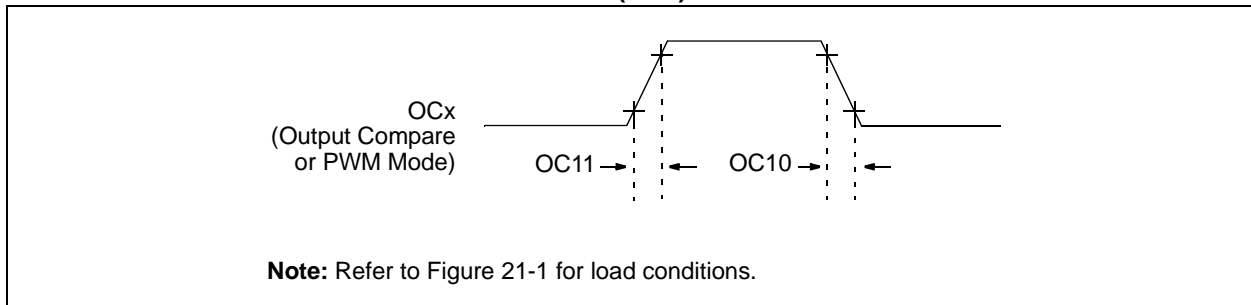 OCx
(Output Compare
or PWM Mode)
OC11
OC10
Note: Refer to Figure 21-1 for load conditions.